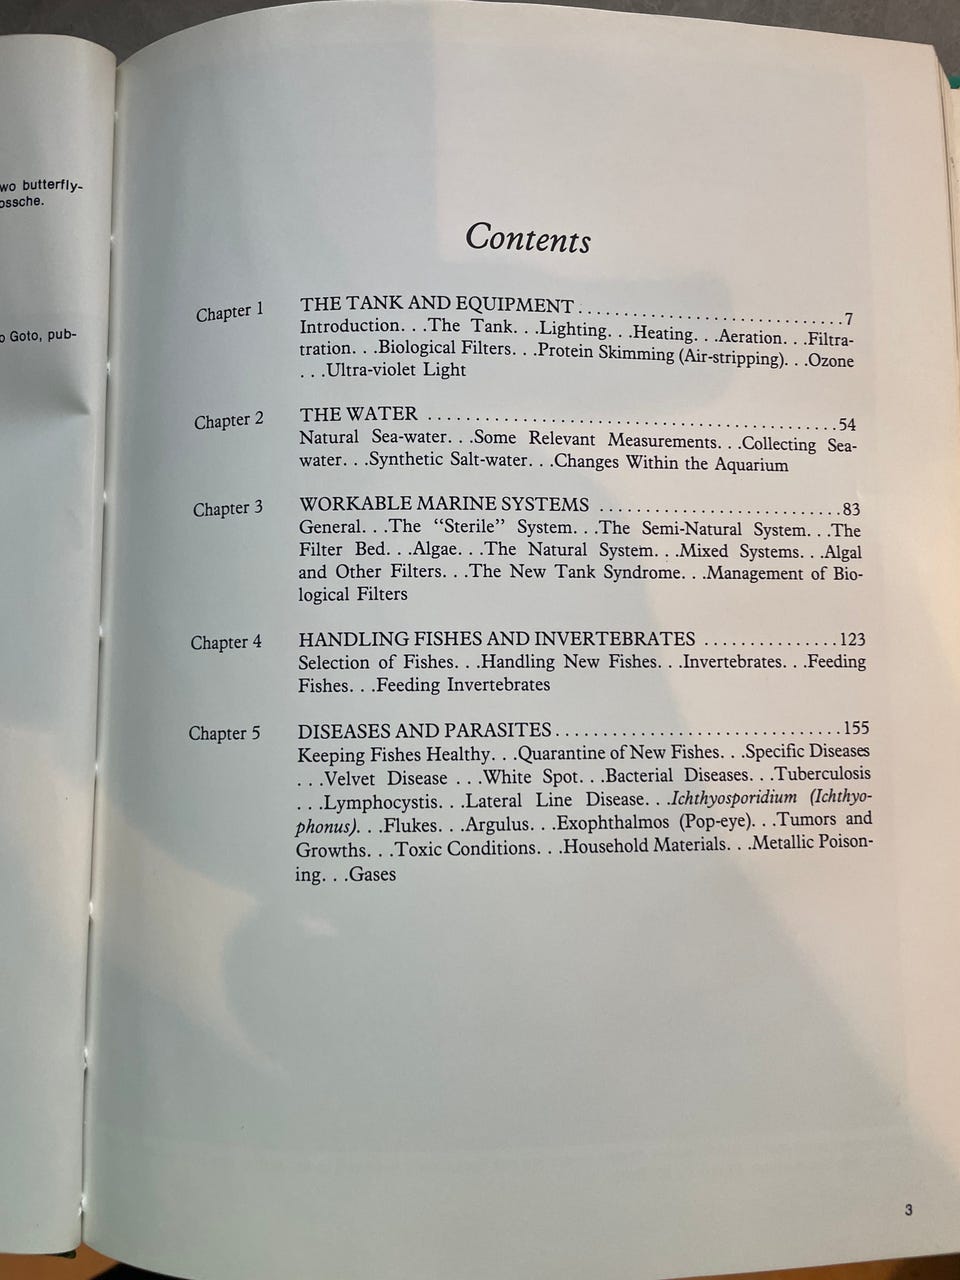 wo butterfly-
ossche.
o Goto, pub-
Contents
Chapter 1 THE TANK AND EQUIPMENT..............................7
Introduction. . .The Tank. . .Lighting. . .Heating. . .Aeration. . .Filtra-
tration. . .Biological Filters. . .Protein Skimming (Air-stripping). . .Ozone
. . .Ultra-violet Light
Chapter 2 THE WATER ..............................................54
Natural Sea-water. . .Some Relevant Measurements. . .Collecting Sea-
water. . .Synthetic Salt-water. . .Changes Within the Aquarium
Chapter 3 WORKABLE MARINE SYSTEMS ...........................83
General. . .The “Sterile” System. . .The Semi-Natural System. . .The
Filter Bed. . .Algae. . .The Natural System. . .Mixed Systems. . .Algal
and Other Filters. . .The New Tank Syndrome. . .Management of Bio-
logical Filters
Chapter 4 HANDLING FISHES AND INVERTEBRATES ...............123
Selection of Fishes. . .Handling New Fishes. . .Invertebrates. . .Feeding
Fishes. . .Feeding Invertebrates
Chapter 5 DISEASES AND PARASITES...............................155
Keeping Fishes Healthy. . .Quarantine of New Fishes. . .Specific Diseases
. . .Velvet Disease . . .White Spot. . .Bacterial Diseases. . .Tuberculosis
. . .Lymphocystis. . .Lateral Line Disease. . .Ichthyosporidium (Ichthyo-
phonus). . .Flukes. . .Argulus. . .Exophthalmos (Pop-eye). . .Tumors and
Growths. . .Toxic Conditions. . .Household Materials. . .Metallic Poison-
ing. . .Gases
3